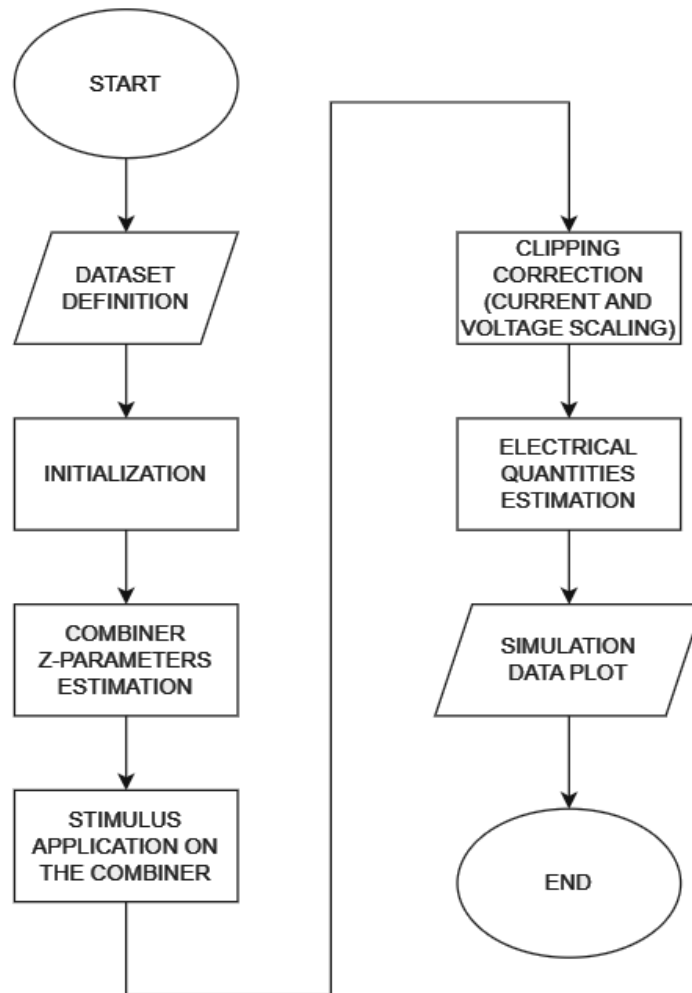 START
DATASET
DEFINITION
INITIALIZATION
COMBINER
Z-PARAMETERS
ESTIMATION
STIMULUS
APPLICATION ON
THE COMBINER
CLIPPING
CORRECTION
(CURRENT AND
VOLTAGE SCALING)
ELECTRICAL
QUANTITIES
ESTIMATION
SIMULATION
DATA PLOT
END